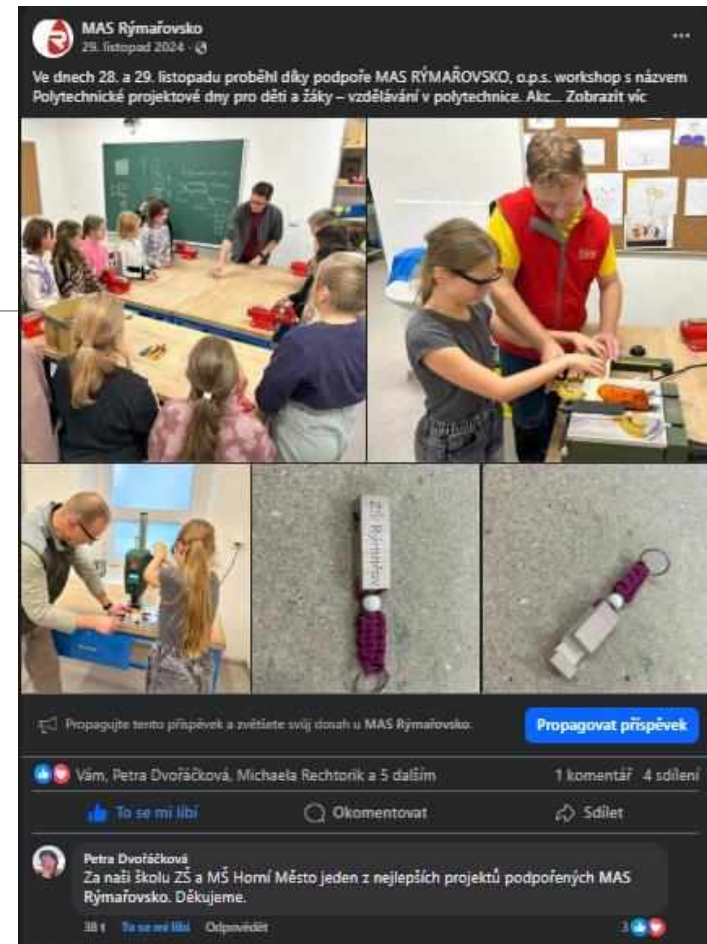 MAS Rýmařovsko
29. listopad 2024
Ve dnech 28. a 29. listopadu proběhl díky podpoře MAS RÝMAŘOVSKO, o.p.s. workshop s názvem
Polytechnické projektové dny pro děti a žáky – vzdělávání v polytechnice. Akc... Zobrazit víc
ZŠ Rýmařov
Propagujte tento příspěvek a zvětšete svůj dosah u MAS Rýmařovsko.
Propagovat příspěvek
Vám, Petra Dvořáčková, Michaela Rechtorik a 5 dalším
1 komentář 4 sdílení
To se mi líbí
Okomentovat
Sdílet
Petra Dvořáčková
Za naši školu ZŠ a MŠ Horní Město jeden z nejlepších projektů podpořených MAS
Rýmařovsko. Děkujeme.
38 t To se mi líbí Odpovědět
3